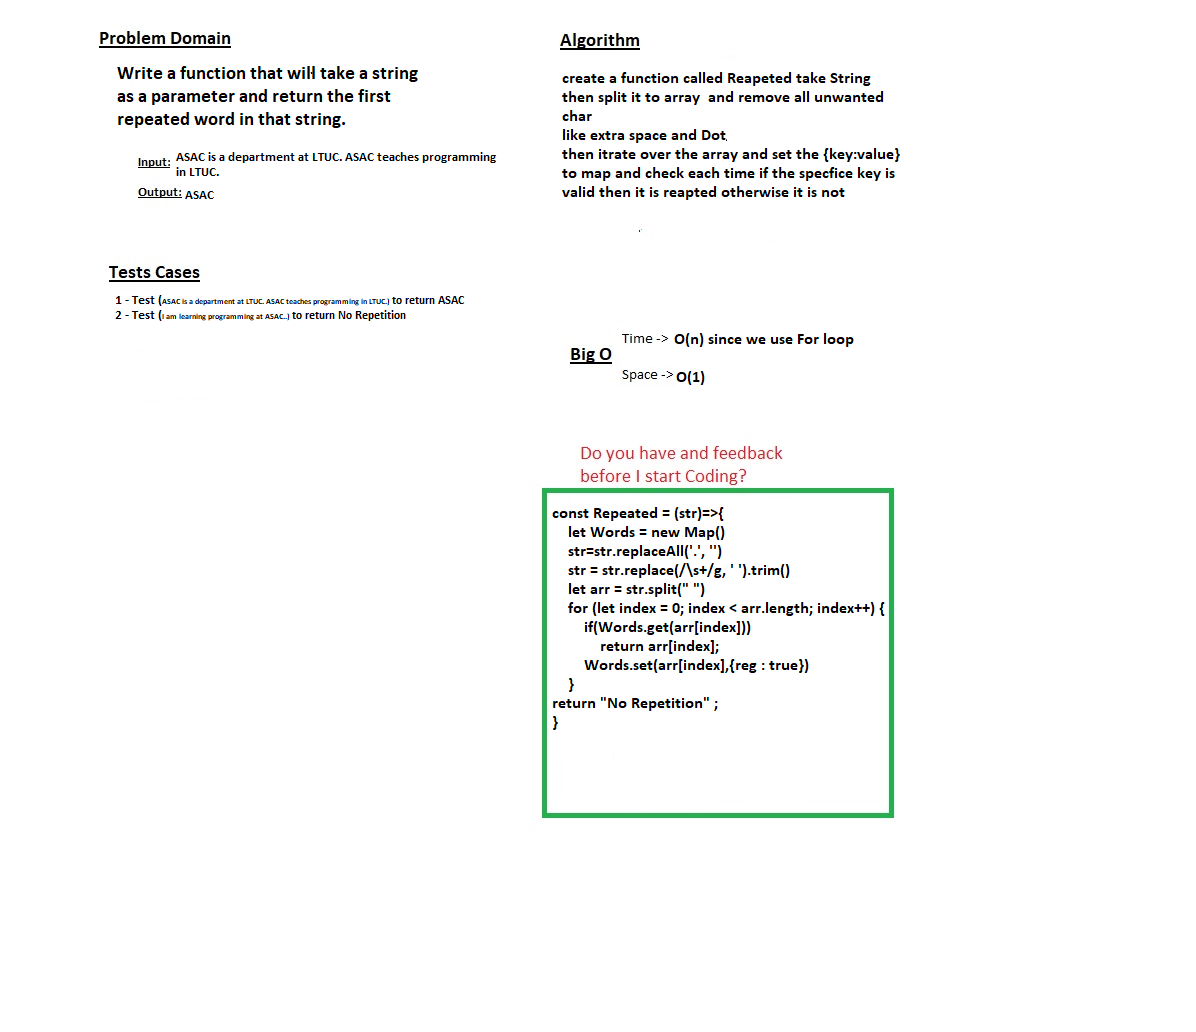 Problem Domain
Write a function that will take a string
as a parameter and return the first
repeated word in that string.
Input: ASAC is a department at LTUC. ASAC teaches programming
in LTUC.
Output: ASAC
Tests Cases
1 - Test (ASAC is a department at LTUC. ASAC teaches programming in LTUC.) to return ASAC
2 - Test (I am learning programming at ASAC..) to return No Repetition
Algorithm
create a function called Reapeted take String
then split it to array and remove all unwanted
char
like extra space and Dot.
then itrate over the array and set the {key:value}
to map and check each time if the specfice key is
valid then it is reapted otherwise it is not
Big O
Time -> O(n) since we use For loop
Space -> O(1)
Do you have and feedback
before I start Coding?
const Repeated = (str)=>{
let Words = new Map()
str=str.replaceAll('.', '')
str = str.replace(/\s+/g, ' ').trim()
let arr = str.split(" ")
for (let index = 0; index < arr.length; index++) {
if(Words.get(arr[index]))
return arr[index];
Words.set(arr[index],{reg : true})
}
return "No Repetition" ;
}